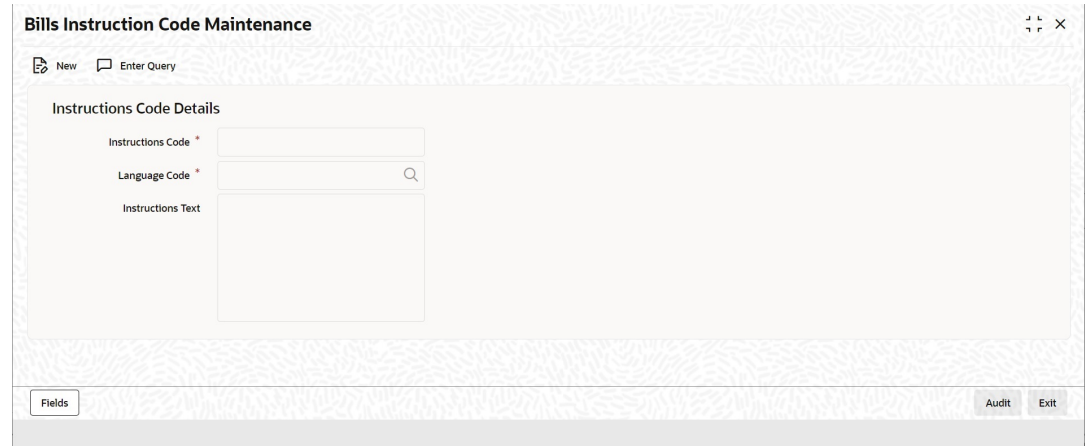 Bills Instruction Code Maintenance
New Enter Query
Instructions Code Details
Instructions Code *
Language Code *
Instructions Text
Fields Audit Exit